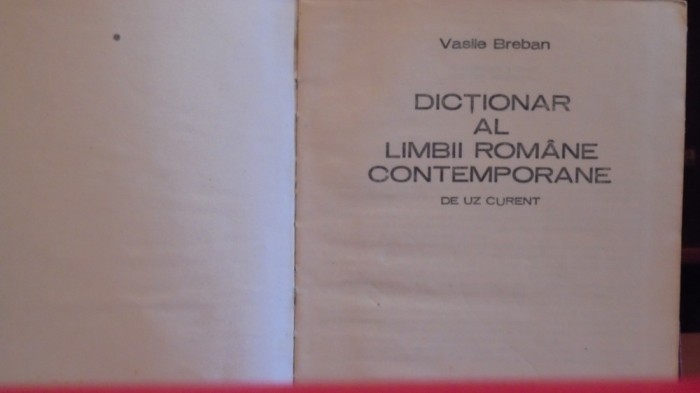 Vasile Breban
DICȚIONAR
AL
LIMBII ROMÂNE
CONTEMPORANE
DE UZ CURENT